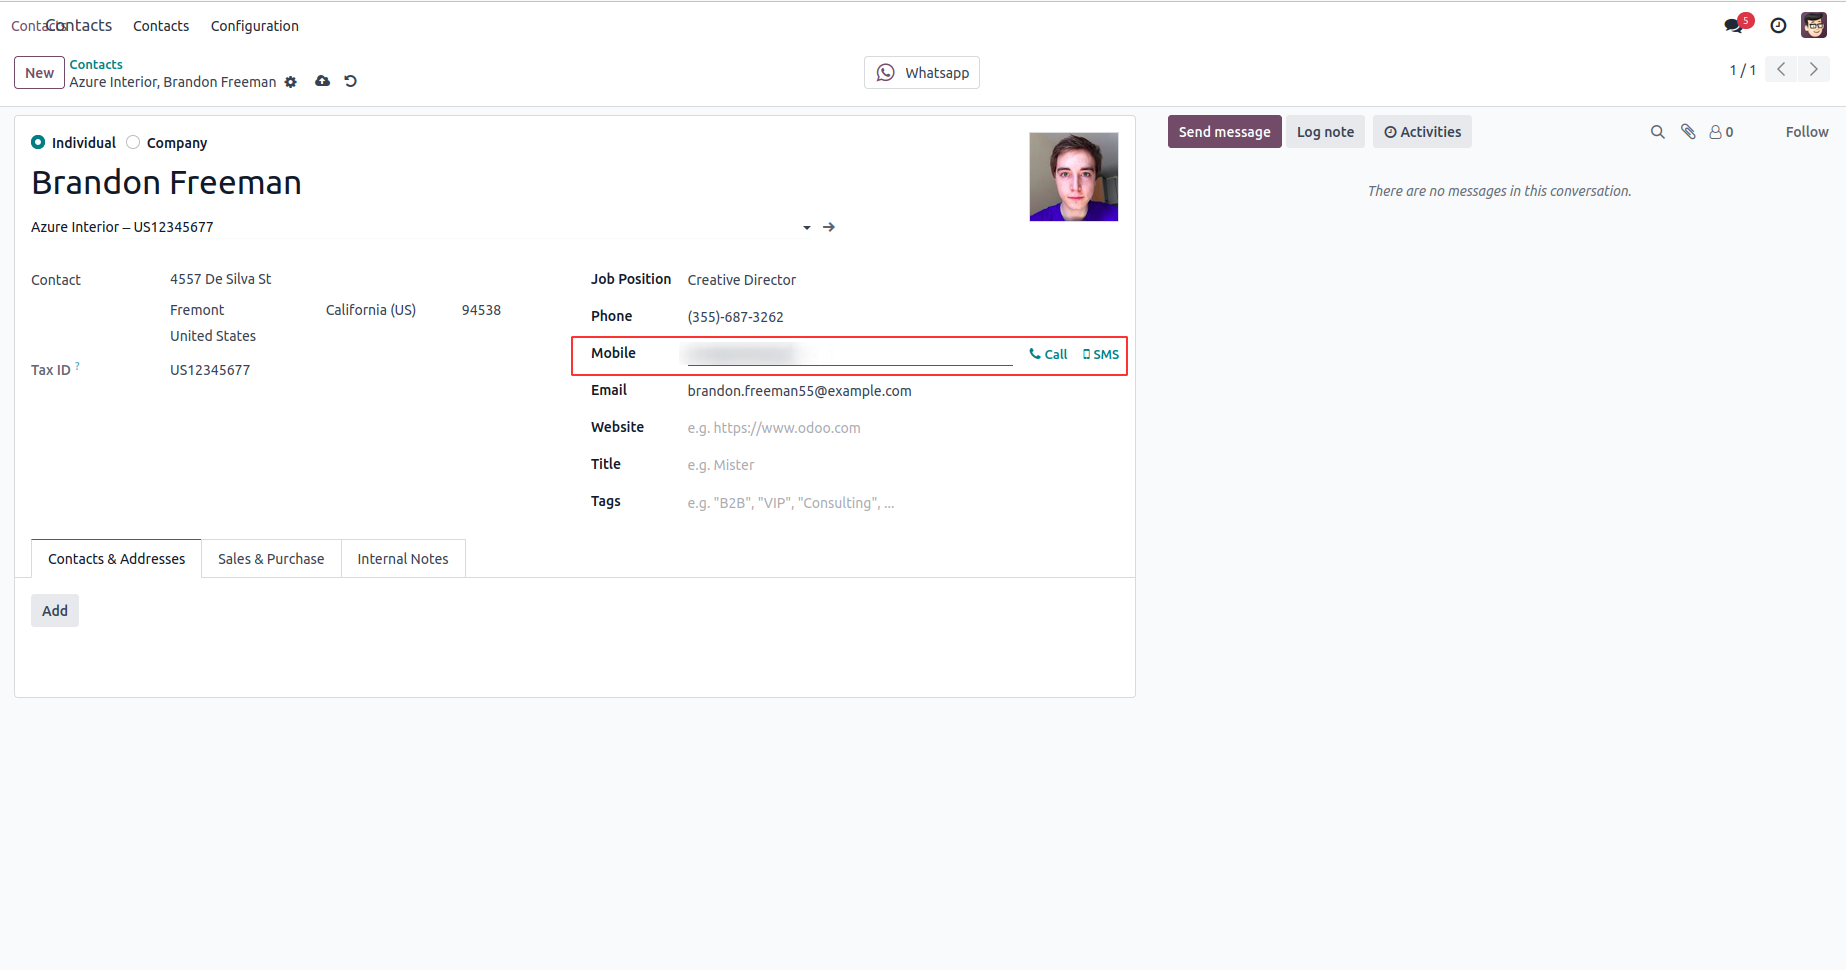 Contacts Contacts Contacts Configuration 5
New Contacts
Azure Interior, Brandon Freeman
Whatsapp
1 / 1
Individual Company
Brandon Freeman
Azure Interior – US12345677
Contact 4557 De Silva St
Fremont California (US) 94538
United States
Tax ID ? US12345677
Job Position Creative Director
Phone (355)-687-3262
Mobile Call SMS
Email brandon.freeman55@example.com
Website e.g. https://www.odoo.com
Title e.g. Mister
Tags e.g. "B2B", "VIP", "Consulting", ...
Contacts & Addresses Sales & Purchase Internal Notes
Add
Send message Log note Activities 0 Follow
There are no messages in this conversation.